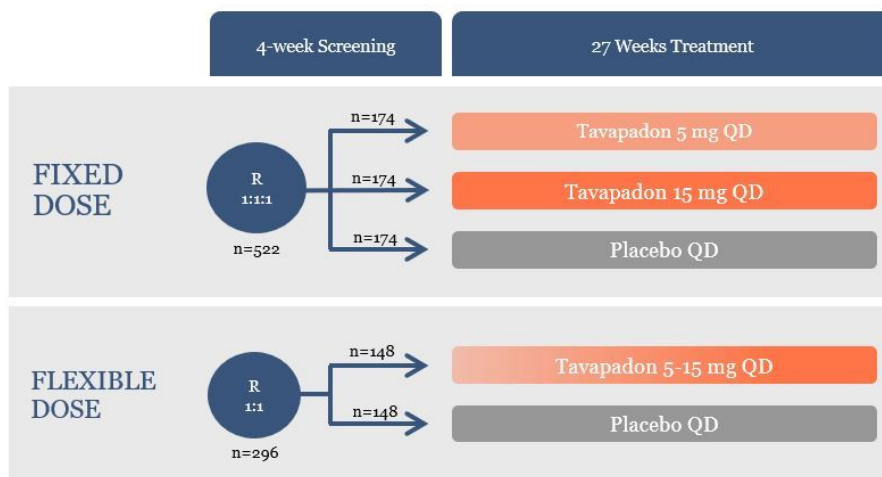 4-week Screening
27 Weeks Treatment
FIXED
DOSE
R
1:1:1
n=522
n=174
n=174
n=174
Tavapadon 5 mg QD
Tavapadon 15 mg QD
Placebo QD
FLEXIBLE
DOSE
R
1:1
n=296
n=148
n=148
Tavapadon 5-15 mg QD
Placebo QD